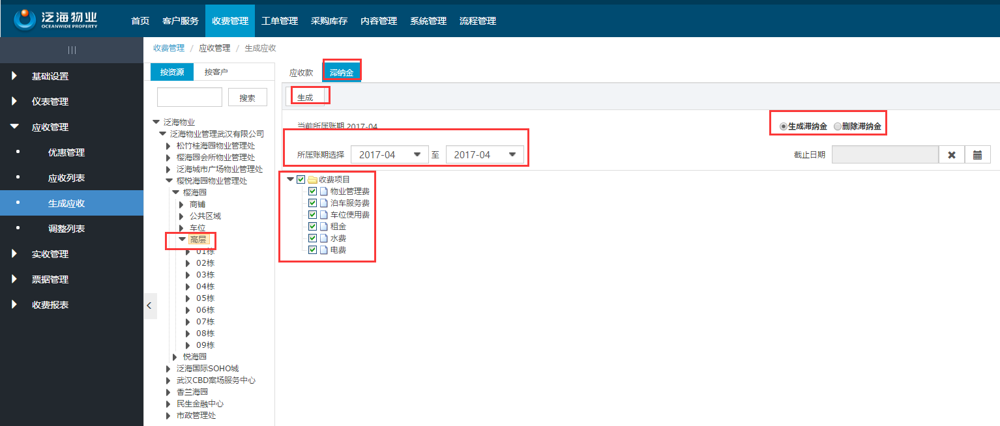 泛海物业
OCEANWIDE PROPERTY
首页 客户服务 收费管理 工单管理 采购库存 内容管理 系统管理 流程管理
收费管理 / 应收管理 / 生成应收
基础设置
仪表管理
应收管理
优惠管理
应收列表
生成应收
调整列表
实收管理
票据管理
收费报表
按资源 按客户
搜索
泛海物业
泛海物业管理武汉有限公司
松竹桂海园物业管理处
樱海园会所物业管理处
泛海城市广场物业管理处
樱悦海园物业管理处
樱海园
商铺
公共区域
车位
高层
01栋
02栋
03栋
04栋
05栋
06栋
07栋
08栋
09栋
悦海园
泛海国际SOHO城
武汉CBD案场服务中心
香兰海园
民生金融中心
市政管理处
应收款 滞纳金
生成
当前所属账期 2017-04
生成滞纳金 删除滞纳金
所属账期选择 2017-04 至 2017-04
截止日期
收费项目
物业管理费
泊车服务费
车位使用费
租金
水费
电费